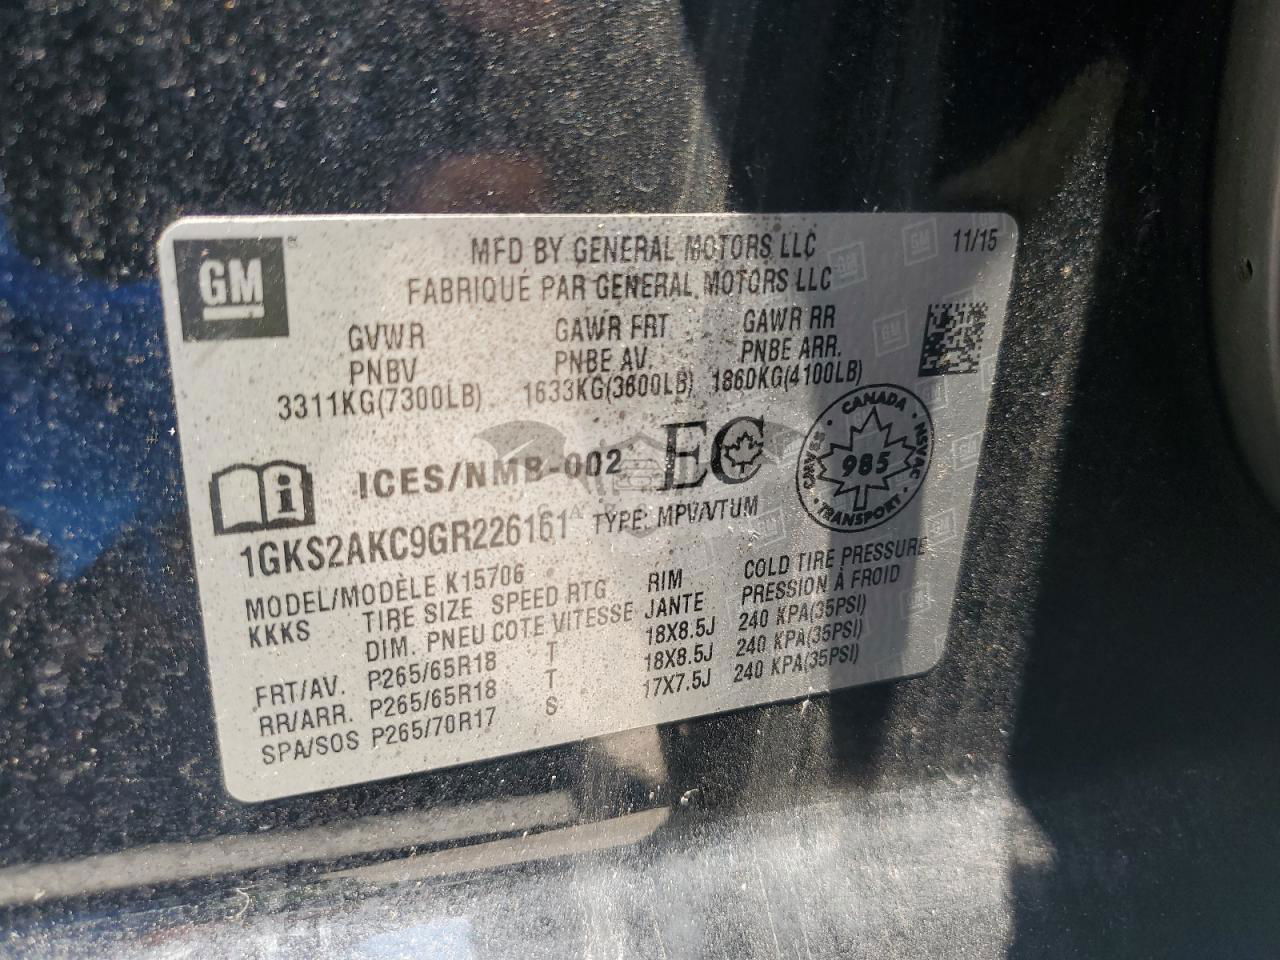 GM
MFD BY GENERAL MOTORS LLC
11/15
FABRIQUÉ PAR GENERAL MOTORS LLC
GVWR GAWR FRT GAWR RR
PNBV PNBE AV. PNBE ARR.
3311KG(7300LB) 1633KG(3600LB) 1860KG(4100LB)
i ICES/NMB-002 EC
CANADA
CMVSS 985 NSVAC
TRANSPORT
1GKS2AKC9GR226161 TYPE: MPV/VTUM
MODEL/MODÈLE K15706
KKKS TIRE SIZE SPEED RTG RIM COLD TIRE PRESSURE
DIM. PNEU COTE VITESSE JANTE PRESSION À FROID
FRT/AV. P265/65R18 T 18X8.5J 240 KPA(35PSI)
RR/ARR. P265/65R18 T 18X8.5J 240 KPA(35PSI)
SPA/SOS P265/70R17 S 17X7.5J 240 KPA(35PSI)